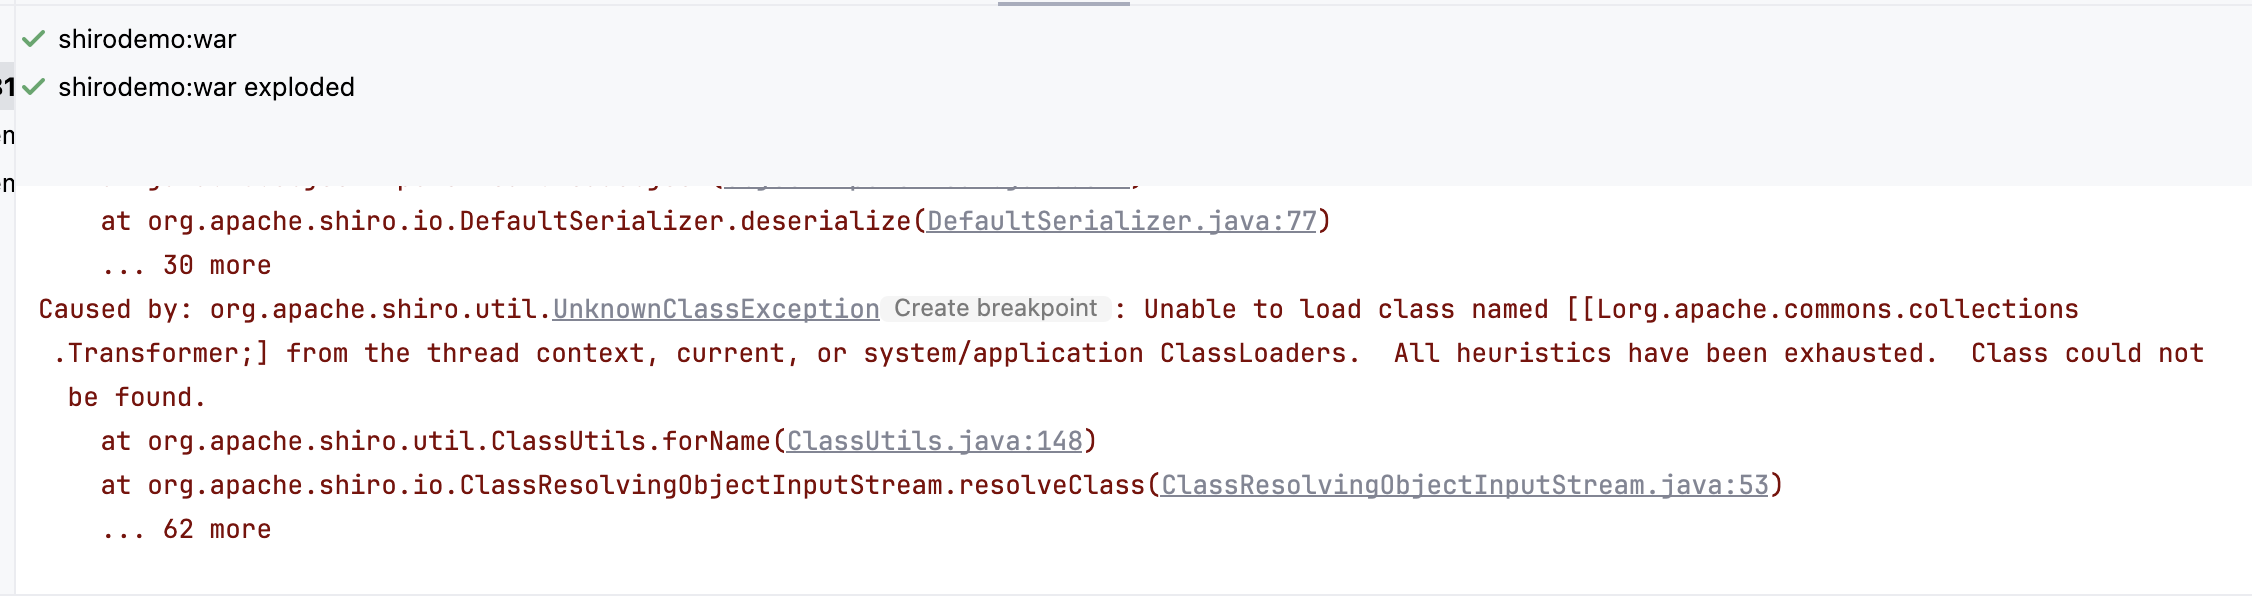 shirodemo:war
31
shirodemo:war exploded
en
en
at org.apache.shiro.io.DefaultSerializer.deserialize(DefaultSerializer.java:77)
... 30 more
Caused by: org.apache.shiro.util.UnknownClassException Create breakpoint : Unable to load class named [[Lorg.apache.commons.collections
.Transformer;] from the thread context, current, or system/application ClassLoaders.  All heuristics have been exhausted.  Class could not
be found.
at org.apache.shiro.util.ClassUtils.forName(ClassUtils.java:148)
at org.apache.shiro.io.ClassResolvingObjectInputStream.resolveClass(ClassResolvingObjectInputStream.java:53)
... 62 more